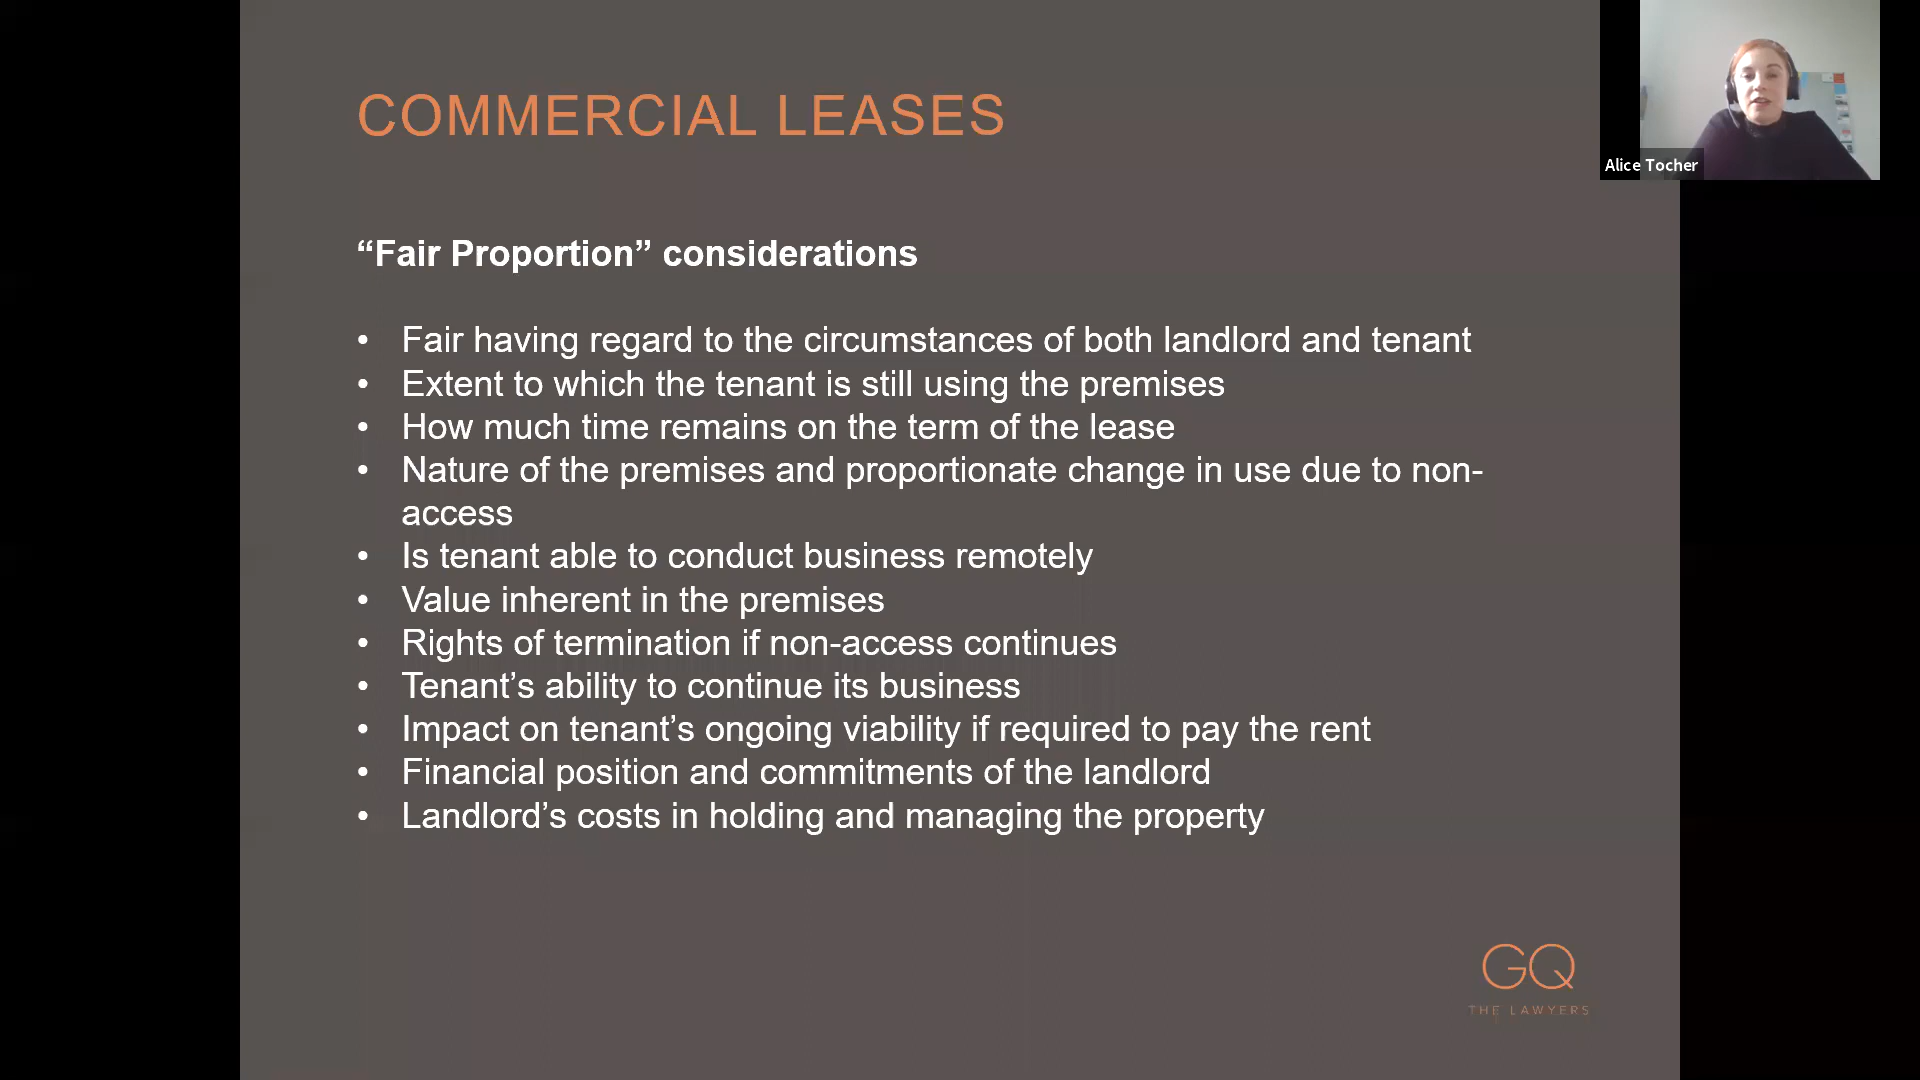 COMMERCIAL LEASES
Alice Tocher
“Fair Proportion” considerations
• Fair having regard to the circumstances of both landlord and tenant
• Extent to which the tenant is still using the premises
• How much time remains on the term of the lease
• Nature of the premises and proportionate change in use due to non-
access
• Is tenant able to conduct business remotely
• Value inherent in the premises
• Rights of termination if non-access continues
• Tenant’s ability to continue its business
• Impact on tenant’s ongoing viability if required to pay the rent
• Financial position and commitments of the landlord
• Landlord’s costs in holding and managing the property
GQ
THE LAWYERS